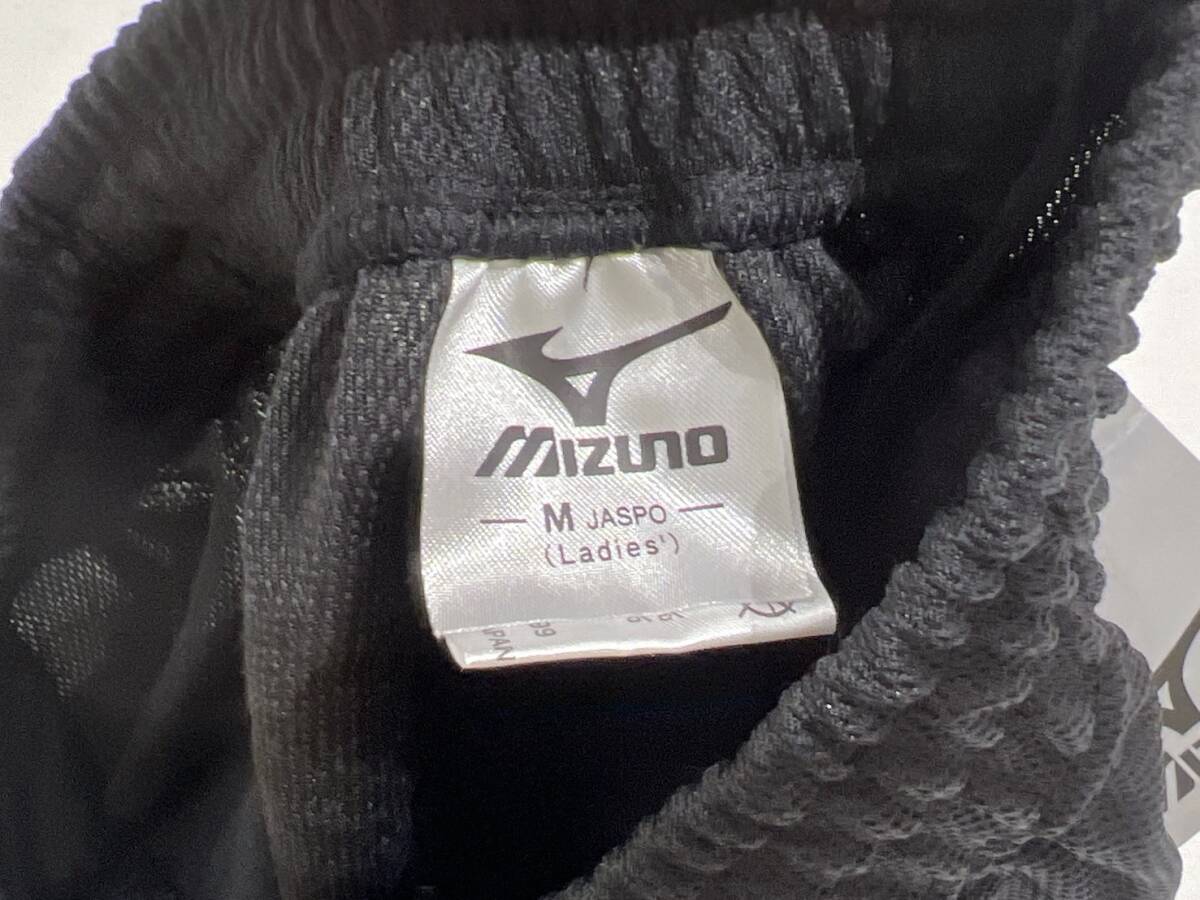 MIZUNO
— M JASPO —
(Ladies')